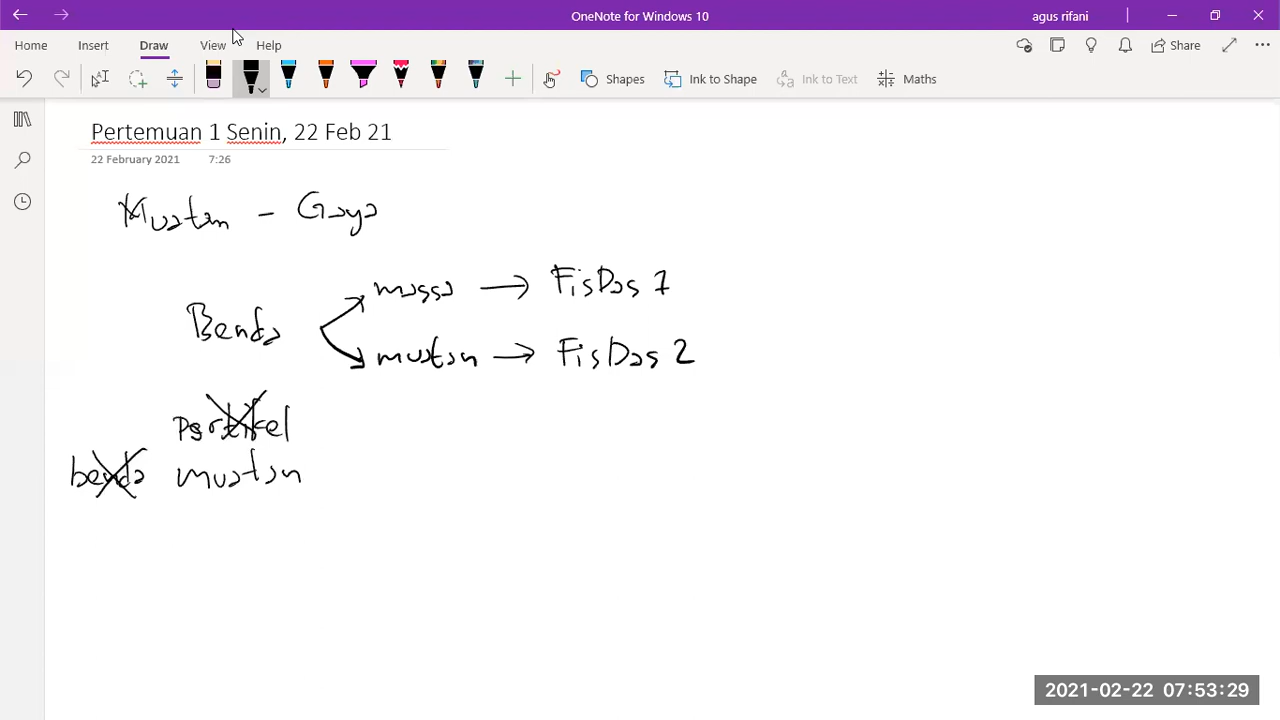 OneNote for Windows 10
agus rifani
Home Insert Draw View Help
Share
Shapes Ink to Shape Ink to Text Maths
Pertemuan 1 Senin, 22 Feb 21
22 February 2021 7:26
Muatan - Gaya
massa → FisDas 1
Benda
muatan → FisDas 2
Partikel
benda muatan
2021-02-22 07:53:29